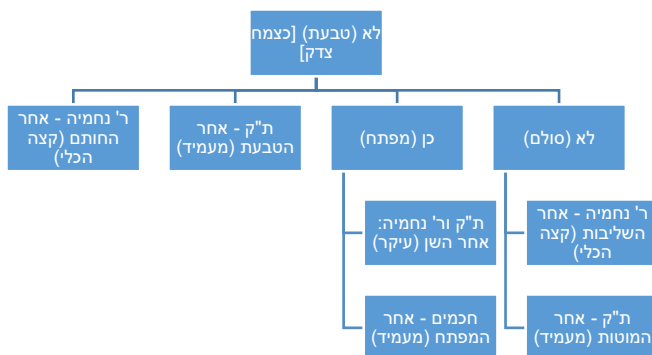 לא (טבעת) [כצמח
צדק]
לא (סולם)
כן (מפתח)
ת"ק - אחר
הטבעת (מעמיד)
ר' נחמיה - אחר
החותם (קצה
הכלי)
ר' נחמיה - אחר
השליבות (קצה
הכלי)
ת"ק - אחר
המוטות (מעמיד)
ת"ק ור' נחמיה:
אחר השן (עיקר)
חכמים - אחר
המפתח (מעמיד)